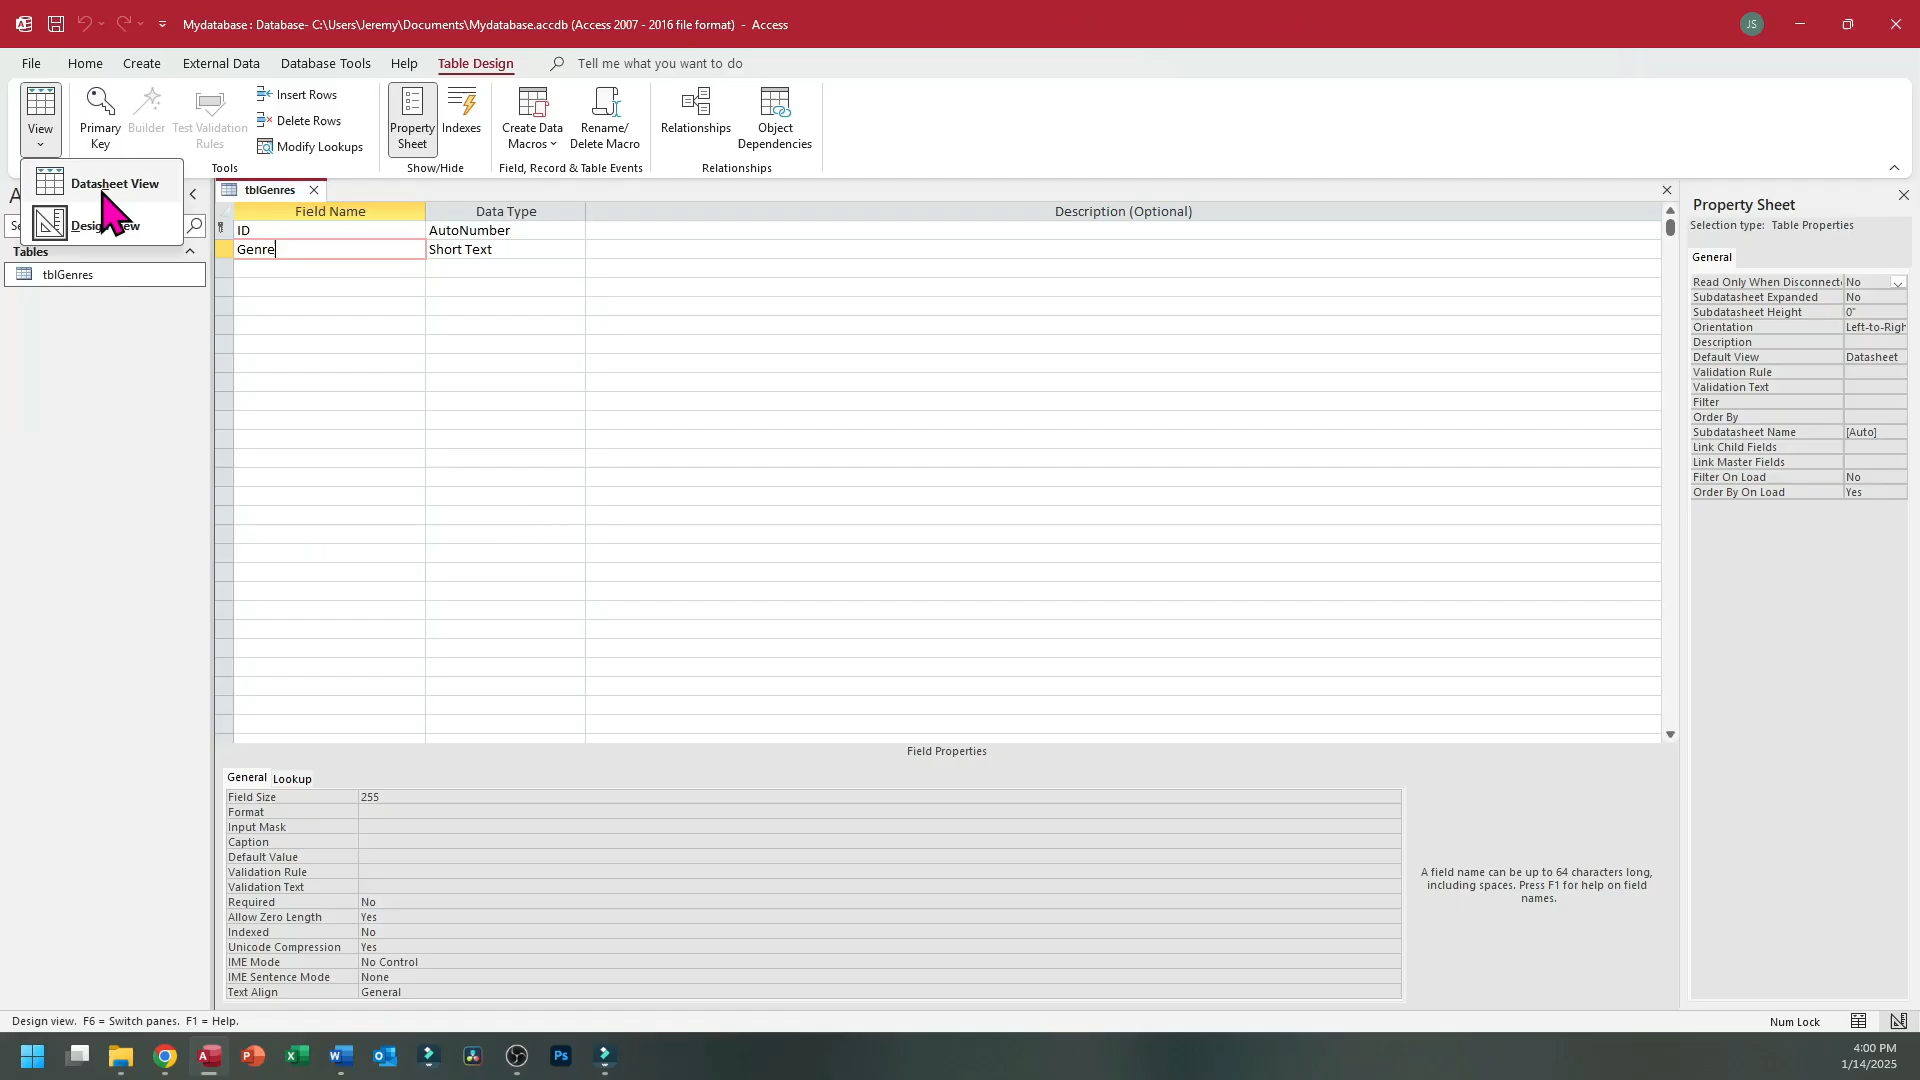 Mydatabase : Database- C:\Users\Jeremy\Documents\Mydatabase.accdb (Access 2007 - 2016 file format) - Access
JS
File Home Create External Data Database Tools Help Table Design Tell me what you want to do
View
Primary Key
Builder
Test Validation Rules
Insert Rows
Delete Rows
Modify Lookups
Property Sheet
Indexes
Create Data Macros
Rename/ Delete Macro
Relationships
Object Dependencies
Tools
Show/Hide
Field, Record & Table Events
Relationships
Datasheet View
Tables
tblGenres
tblGenres
Field Name Data Type Description (Optional)
ID AutoNumber
Genre Short Text
Field Properties
General Lookup
Field Size 255
Format
Input Mask
Caption
Default Value
Validation Rule
Validation Text
Required No
Allow Zero Length Yes
Indexed No
Unicode Compression Yes
IME Mode No Control
IME Sentence Mode None
Text Align General
A field name can be up to 64 characters long,
including spaces. Press F1 for help on field
names.
Property Sheet
Selection type: Table Properties
General
Read Only When Disconnecte No
Subdatasheet Expanded No
Subdatasheet Height 0"
Orientation Left-to-Righ
Description
Default View Datasheet
Validation Rule
Validation Text
Filter
Order By
Subdatasheet Name [Auto]
Link Child Fields
Link Master Fields
Filter On Load No
Order By On Load Yes
Design view. F6 = Switch panes. F1 = Help.
Num Lock
4:00 PM
1/14/2025